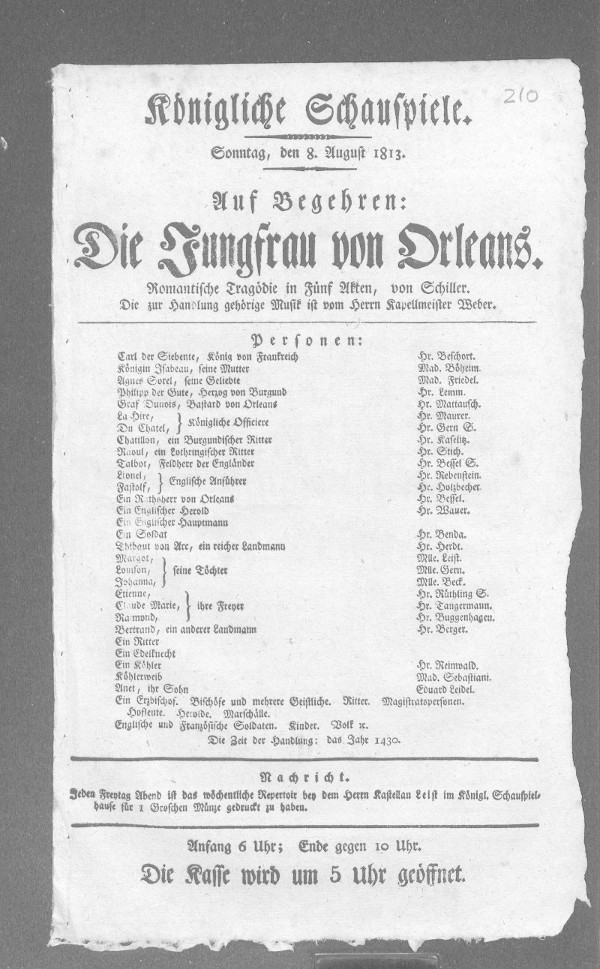 210
Königliche Schauspiele.
Sonntag, den 8. August 1813.
Auf Begehren:
Die Jungfrau von Orleans.
Romantische Tragödie in Fünf Akten, von Schiller.
Die zur Handlung gehörige Musik ist vom Herrn Kapellmeister Weber.
Personen:
Carl der Siebente, König von Frankreich Hr. Beschort.
Königin Isabeau, seine Mutter Mad. Böheim.
Agnes Sorel, seine Geliebte Mad. Friedel.
Philipp der Gute, Herzog von Burgund Hr. Lemm.
Graf Dunois, Bastard von Orleans Hr. Mattausch.
La Hire, Hr. Maurer.
Königliche Officiere
Du Chatel, Hr. Gern S.
Chatillon, ein Burgundischer Ritter Hr. Kaselitz.
Raoul, ein Lothringischer Ritter Hr. Stich.
Talbot, Feldherr der Engländer Hr. Bessel S.
Lionel, Hr. Rebenstein.
Englische Anführer
Fastolf, Hr. Holzbecher.
Ein Rathsherr von Orleans Hr. Bessel.
Ein Englischer Herold Hr. Wauer.
Ein Englischer Hauptmann
Ein Soldat Hr. Benda.
Thibaut von Arc, ein reicher Landmann Hr. Herdt.
Margot, Mlle. Leist.
Louison, seine Töchter Mlle. Gern.
Johanna, Mlle. Beck.
Etienne, Hr. Rüthling S.
Claude Marie, ihre Freyer Hr. Tangermann.
Raimond, Hr. Buggenhagen.
Bertrand, ein anderer Landmann Hr. Berger.
Ein Ritter
Ein Edelknecht
Ein Köhler Hr. Reinwald.
Köhlerweib Mad. Sebastiani.
Anet, ihr Sohn Eduard Leidel.
Ein Erzbischof. Bischöfe und mehrere Geistliche. Ritter. Magistratspersonen.
Hofleute. Herolde. Marschälle.
Englische und Französische Soldaten. Kinder. Volk ꝛc.
Die Zeit der Handlung: das Jahr 1430.
Nachricht.
Jeden Freytag Abend ist das wöchentliche Repertoir bey dem Herrn Kastellan Leist im Königl. Schauspiel-
hause für 1 Groschen Münze gedruckt zu haben.
Anfang 6 Uhr; Ende gegen 10 Uhr.
Die Kasse wird um 5 Uhr geöffnet.